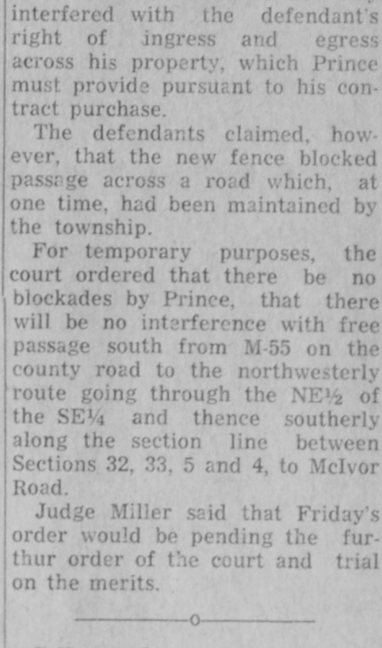 interfered with the defendant's
right of ingress and egress
across his property, which Prince
must provide pursuant to his con-
tract purchase.
The defendants claimed, how-
ever, that the new fence blocked
passage across a road which, at
one time, had been maintained by
the township.
For temporary purposes, the
court ordered that there be no
blockades by Prince, that there
will be no interference with free
passage south from M-55 on the
county road to the northwesterly
route going through the NE½ of
the SE¼ and thence southerly
along the section line between
Sections 32, 33, 5 and 4, to McIvor
Road.
Judge Miller said that Friday's
order would be pending the fur-
thur order of the court and trial
on the merits.